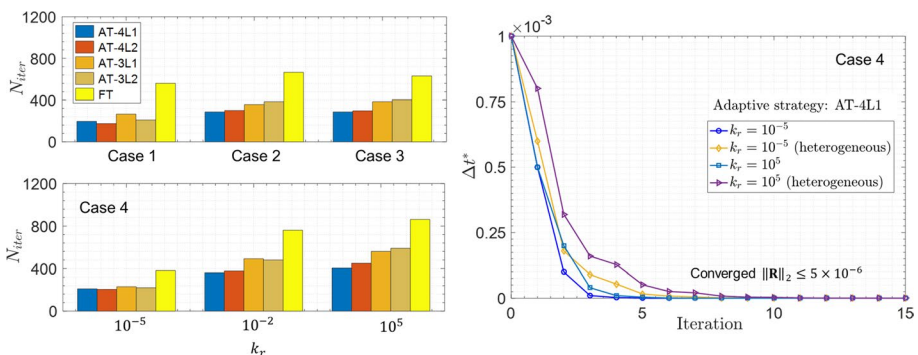 1200
800
400
0
N_iter
AT-4L1
AT-4L2
AT-3L1
AT-3L2
FT
Case 1
Case 2
Case 3
1200
800
400
0
N_iter
Case 4
10^-5
10^-2
10^5
k_r
×10^-3
1
0.75
0.5
0.25
0
Δt*
Case 4
Adaptive strategy: AT-4L1
k_r = 10^-5
k_r = 10^-5 (heterogeneous)
k_r = 10^5
k_r = 10^5 (heterogeneous)
Converged ‖R‖_2 ≤ 5 × 10^-6
0
5
10
15
Iteration